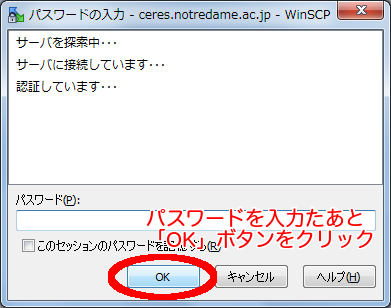 パスワードの入力 - ceres.notredame.ac.jp - WinSCP
サーバを探索中・・・
サーバに接続しています・・・
認証しています・・・
パスワード(P):
パスワードを入力たあと
「OK」ボタンをクリック
このセッションのパスワードを記憶する(R)
OK
キャンセル
ヘルプ(H)